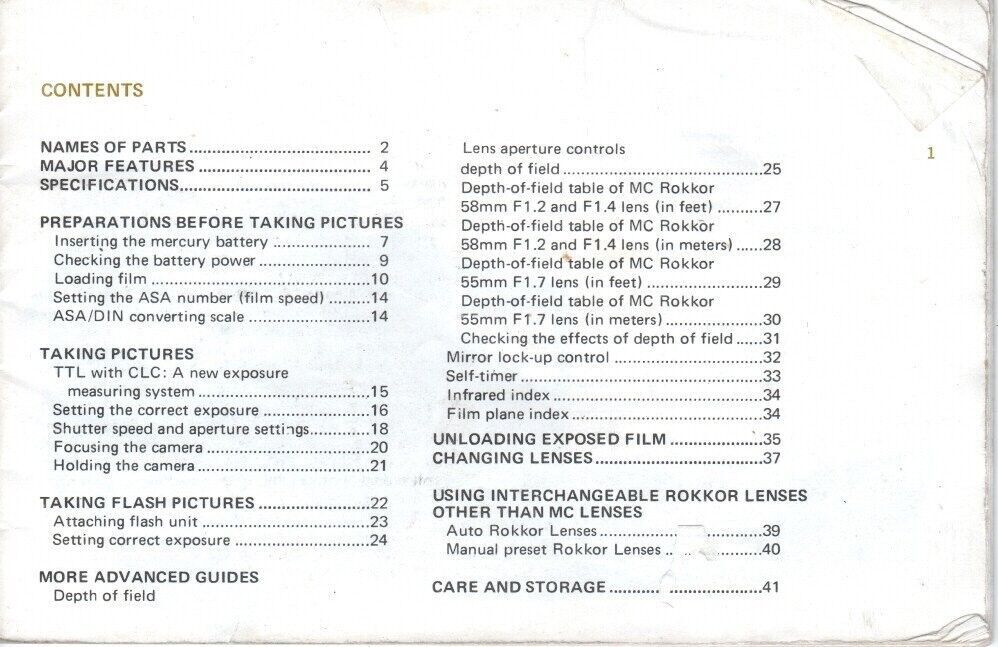 CONTENTS
NAMES OF PARTS.................................... 2
MAJOR FEATURES .................................. 4
SPECIFICATIONS...................................... 5
PREPARATIONS BEFORE TAKING PICTURES
Inserting the mercury battery ................... 7
Checking the battery power ...................... 9
Loading film ............................................10
Setting the ASA number (film speed) ........14
ASA/DIN converting scale ........................14
TAKING PICTURES
TTL with CLC: A new exposure
measuring system ..................................15
Setting the correct exposure .....................16
Shutter speed and aperture settings............18
Focusing the camera .................................20
Holding the camera ..................................21
TAKING FLASH PICTURES ......................22
Attaching flash unit ..................................23
Setting correct exposure ...........................24
MORE ADVANCED GUIDES
Depth of field
Lens aperture controls
depth of field ........................................25
Depth-of-field table of MC Rokkor
58mm F1.2 and F1.4 lens (in feet) .........27
Depth-of-field table of MC Rokkor
58mm F1.2 and F1.4 lens (in meters) ......28
Depth-of-field table of MC Rokkor
55mm F1.7 lens (in feet) .......................29
Depth-of-field table of MC Rokkor
55mm F1.7 lens (in meters) ...................30
Checking the effects of depth of field ......31
Mirror lock-up control ..............................32
Self-timer.................................................33
Infrared index..........................................34
Film plane index.......................................34
UNLOADING EXPOSED FILM ...................35
CHANGING LENSES..................................37
USING INTERCHANGEABLE ROKKOR LENSES
OTHER THAN MC LENSES
Auto Rokkor Lenses ................ ...........39
Manual preset Rokkor Lenses .. .. .........40
CARE AND STORAGE........... ...................41
1